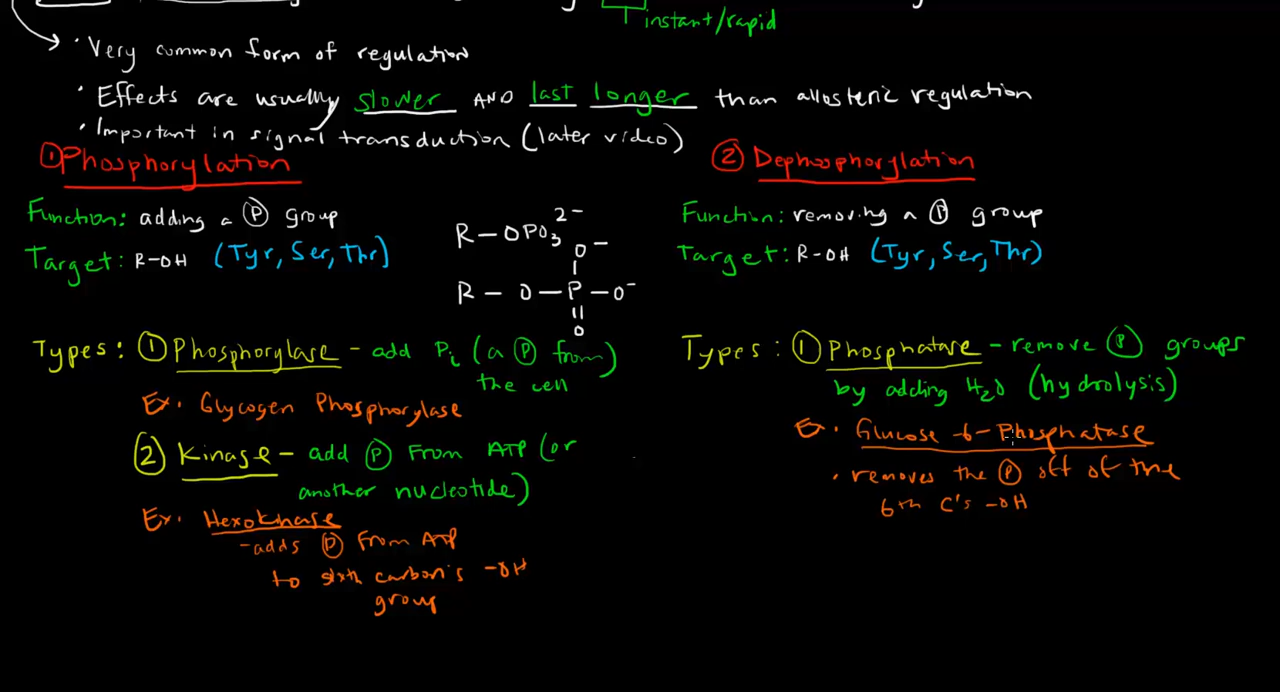 instant/rapid
· Very common form of regulation
· Effects are usually slower AND last longer than allosteric regulation
· Important in signal transduction (later video)
① Phosphorylation
Function: adding a Ⓟ group
Target: R-OH (Tyr, Ser, Thr)
R-OPO₃²⁻
R-O-P-O⁻
O⁻
O
Types: ① Phosphorylase - add Pᵢ (a Ⓟ from
the cell)
Ex. Glycogen Phosphorylase
② Kinase - add Ⓟ From ATP (or
another nucleotide)
Ex. Hexokinase
- adds Ⓟ From ATP
to sixth carbon's -OH
group
② Dephosphorylation
Function: removing a Ⓟ group
Target: R-OH (Tyr, Ser, Thr)
Types: ① Phosphatase - remove Ⓟ groups
by adding H₂O (hydrolysis)
Ex. Glucose-6-Phosphatase
· removes the Ⓟ off of the
6th C's -OH